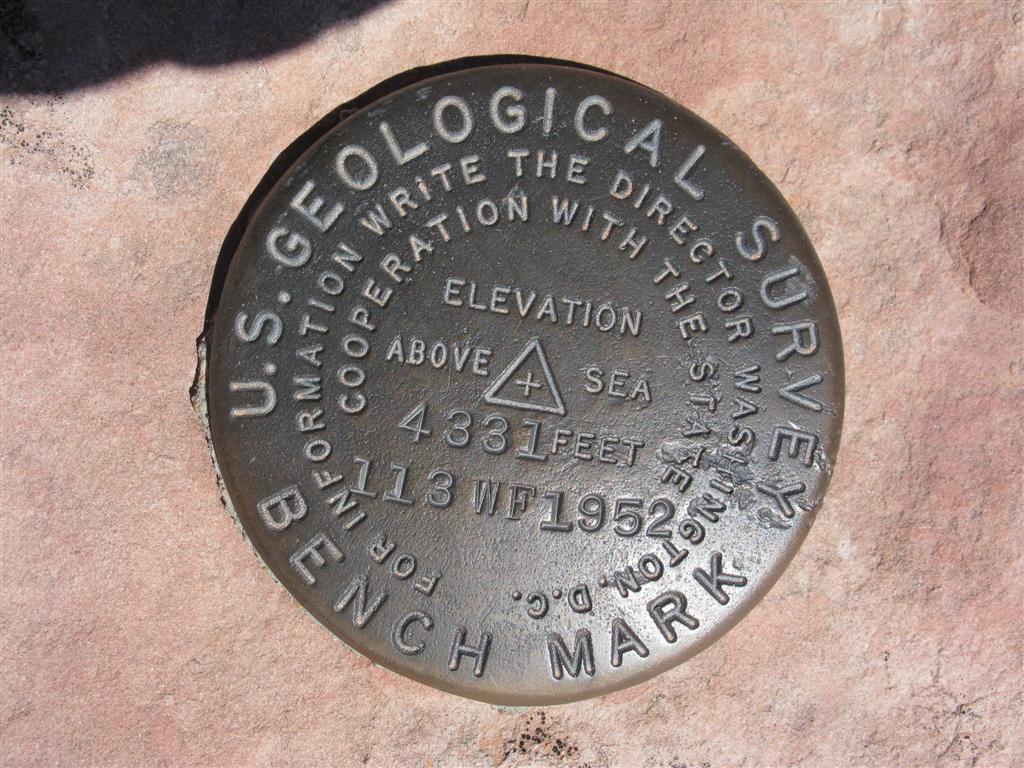 U.S. GEOLOGICAL SURVEY
FOR INFORMATION WRITE THE DIRECTOR WASHINGTON, D.C.
COOPERATION WITH THE STATE
ELEVATION
ABOVE SEA
4331 FEET
113 WF 1952
BENCH MARK